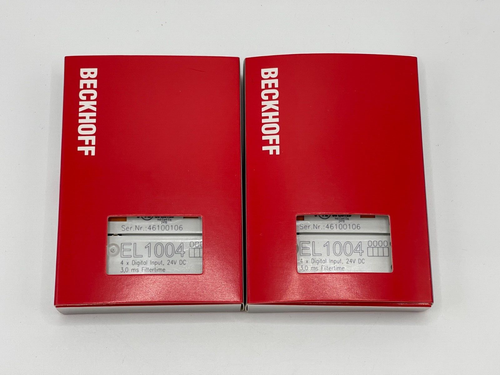 BECKHOFF
Ser.Nr.:46100106
EL1004
4 x Digital Input, 24V DC
3,0 ms Filtertime
BECKHOFF
Ser.Nr.:46100106
EL1004
x Digital Input, 24V DC
3,0 ms Filtertime